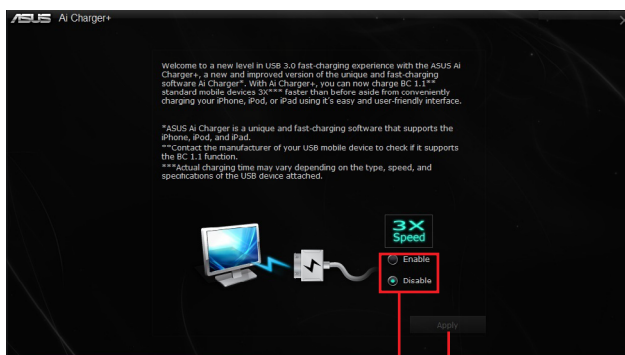 ASUS Ai Charger+
Welcome to a new level in USB 3.0 fast-charging experience with the ASUS Ai
Charger+, a new and improved version of the unique and fast-charging
software Ai Charger*. With Ai Charger+, you can now charge BC 1.1**
standard mobile devices 3X*** faster than before aside from conveniently
charging your iPhone, iPod, or iPad using it's easy and user-friendly interface.
*ASUS Ai Charger is a unique and fast-charging software that supports the
iPhone, iPod, and iPad.
**Contact the manufacturer of your USB mobile device to check if it supports
the BC 1.1 function.
***Actual charging time may vary depending on the type, speed, and
specifications of the USB device attached.
3X
Speed
Enable
Disable
Apply